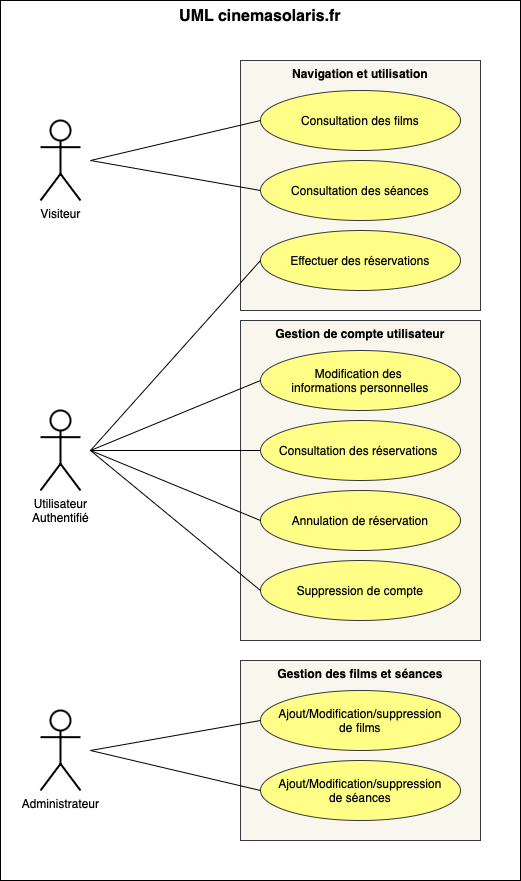 UML cinemasolaris.fr
Navigation et utilisation
Consultation des films
Consultation des séances
Visiteur
Effectuer des réservations
Gestion de compte utilisateur
Modification des
informations personnelles
Consultation des réservations
Utilisateur
Authentifié
Annulation de réservation
Suppression de compte
Gestion des films et séances
Ajout/Modification/suppression
de films
Administrateur
Ajout/Modification/suppression
de séances